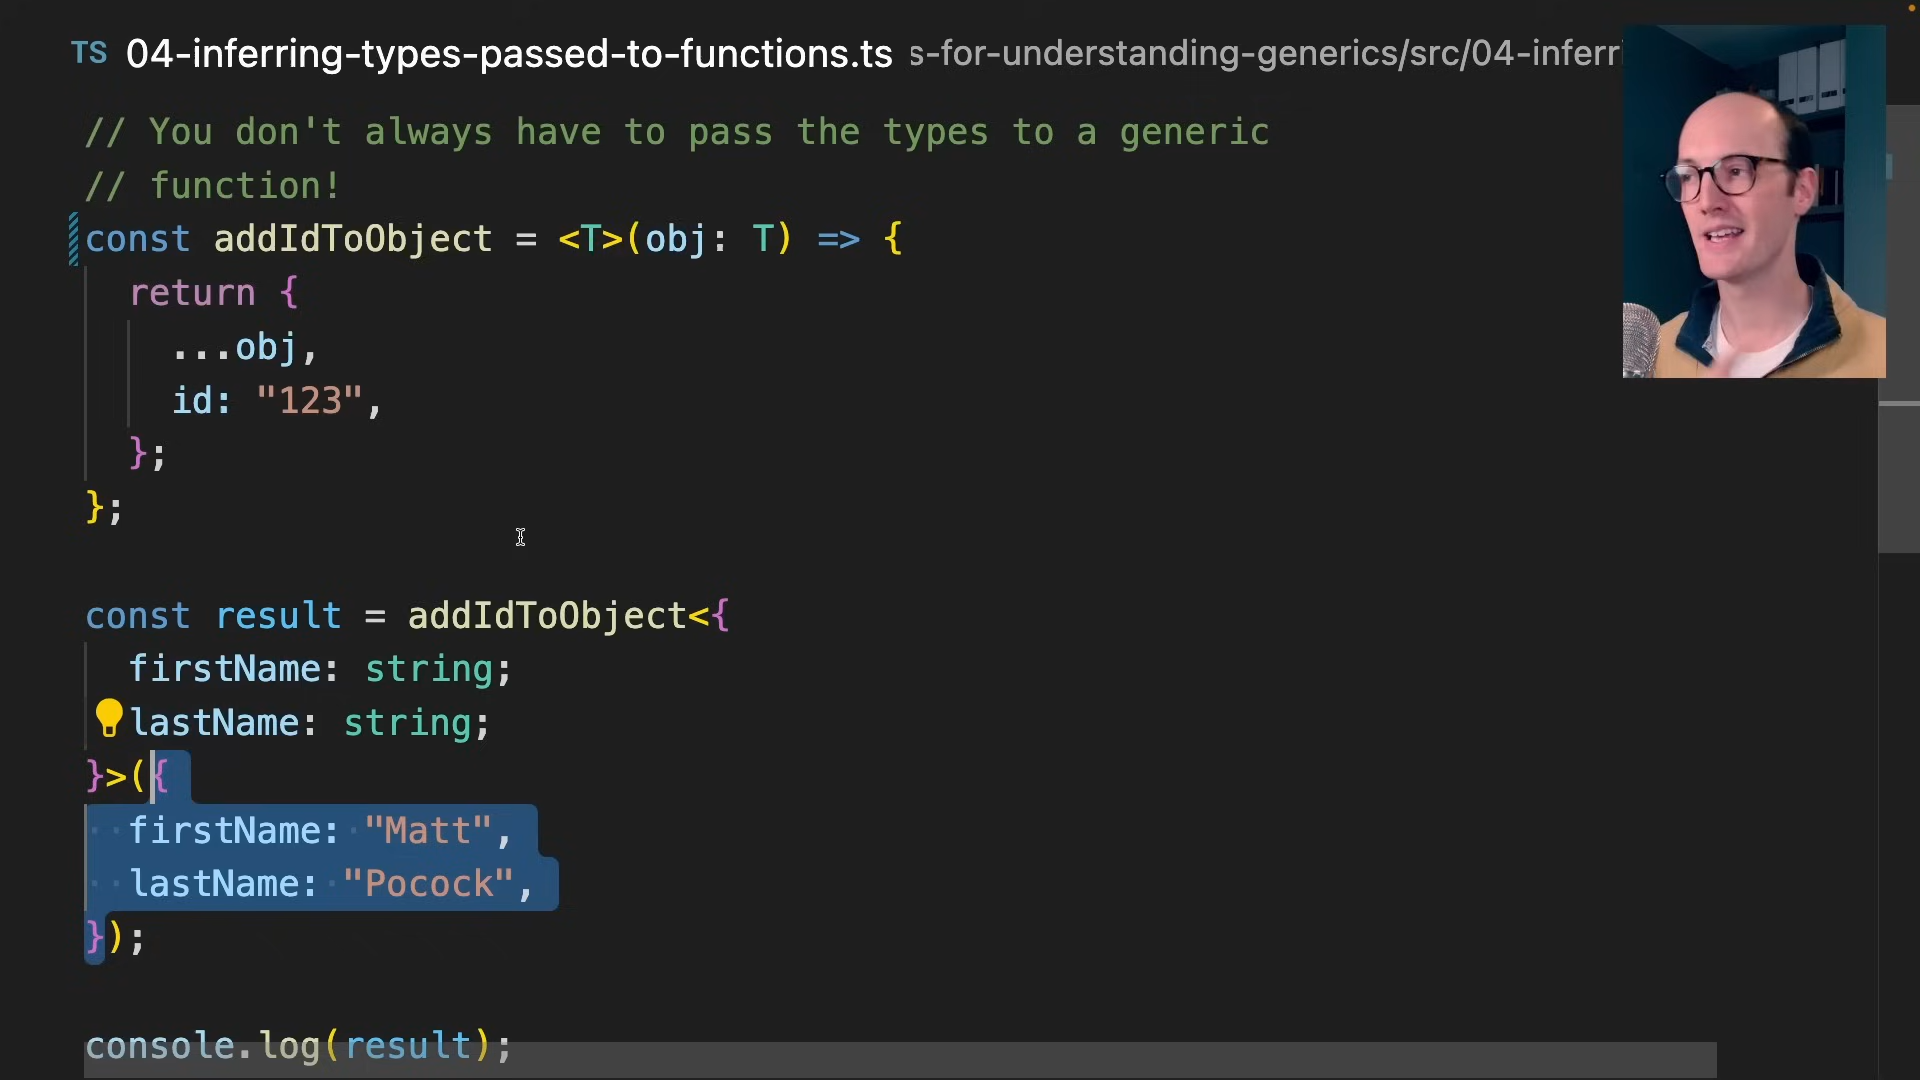 TS 04-inferring-types-passed-to-functions.ts s-for-understanding-generics/src/04-inferri
// You don't always have to pass the types to a generic
// function!
const addIdToObject = <T>(obj: T) => {
  return {
    ...obj,
    id: "123",
  };
};
const result = addIdToObject<{
  firstName: string;
  lastName: string;
}>({
  firstName: "Matt",
  lastName: "Pocock",
});
console.log(result);